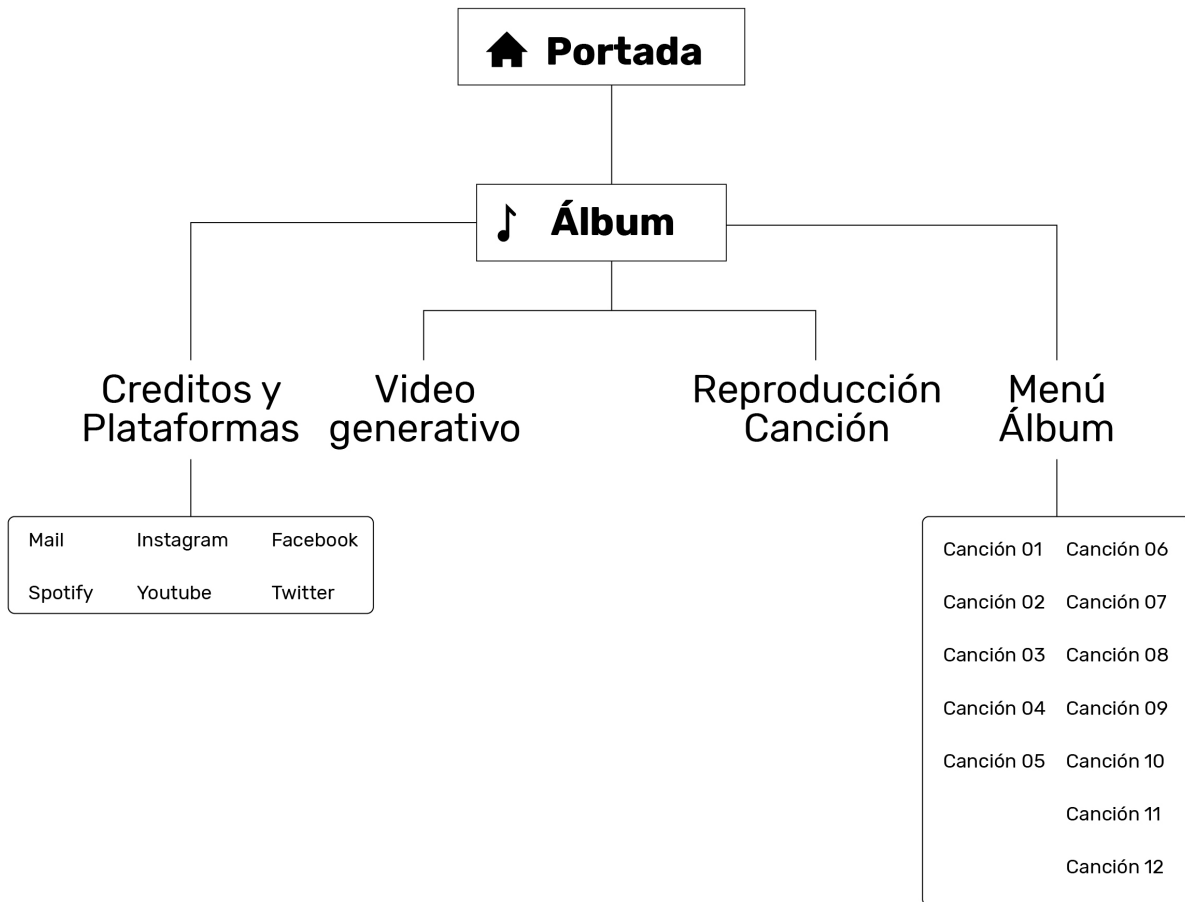 Portada
Álbum
Creditos y
Plataformas
Video
generativo
Reproducción
Canción
Menú
Álbum
Mail Instagram Facebook
Spotify Youtube Twitter
Canción 01 Canción 06
Canción 02 Canción 07
Canción 03 Canción 08
Canción 04 Canción 09
Canción 05 Canción 10
Canción 11
Canción 12